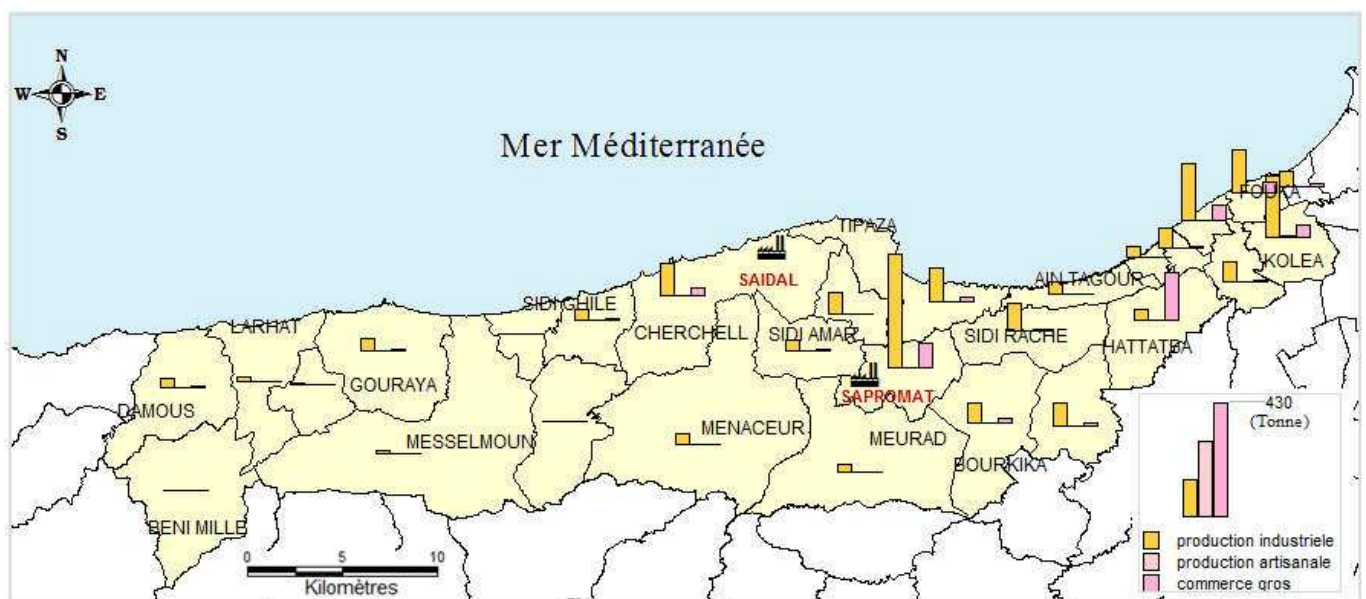 N
W E
S
Mer Méditerranée
TIPAZA
FOUKA
KOLEA
SAIDAL
AIN TAGOUR
SIDI GHILE
LARHAT
CHERCHELL
SIDI AMAR
SIDI RACHE
HATTATBA
GOURAYA
DAMOUS
SAPROMAT
MESSELMOUN
MENACEUR
MEURAD
BOURKIKA
BENI MILLE
0 5 10
Kilomètres
430
(Tonne)
production industriele
production artisanale
commerce gros